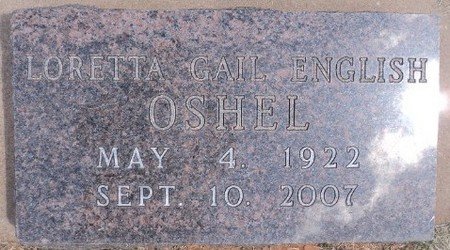 LORETTA GAIL ENGLISH
OSHEL
MAY 4. 1922
SEPT. 10. 2007